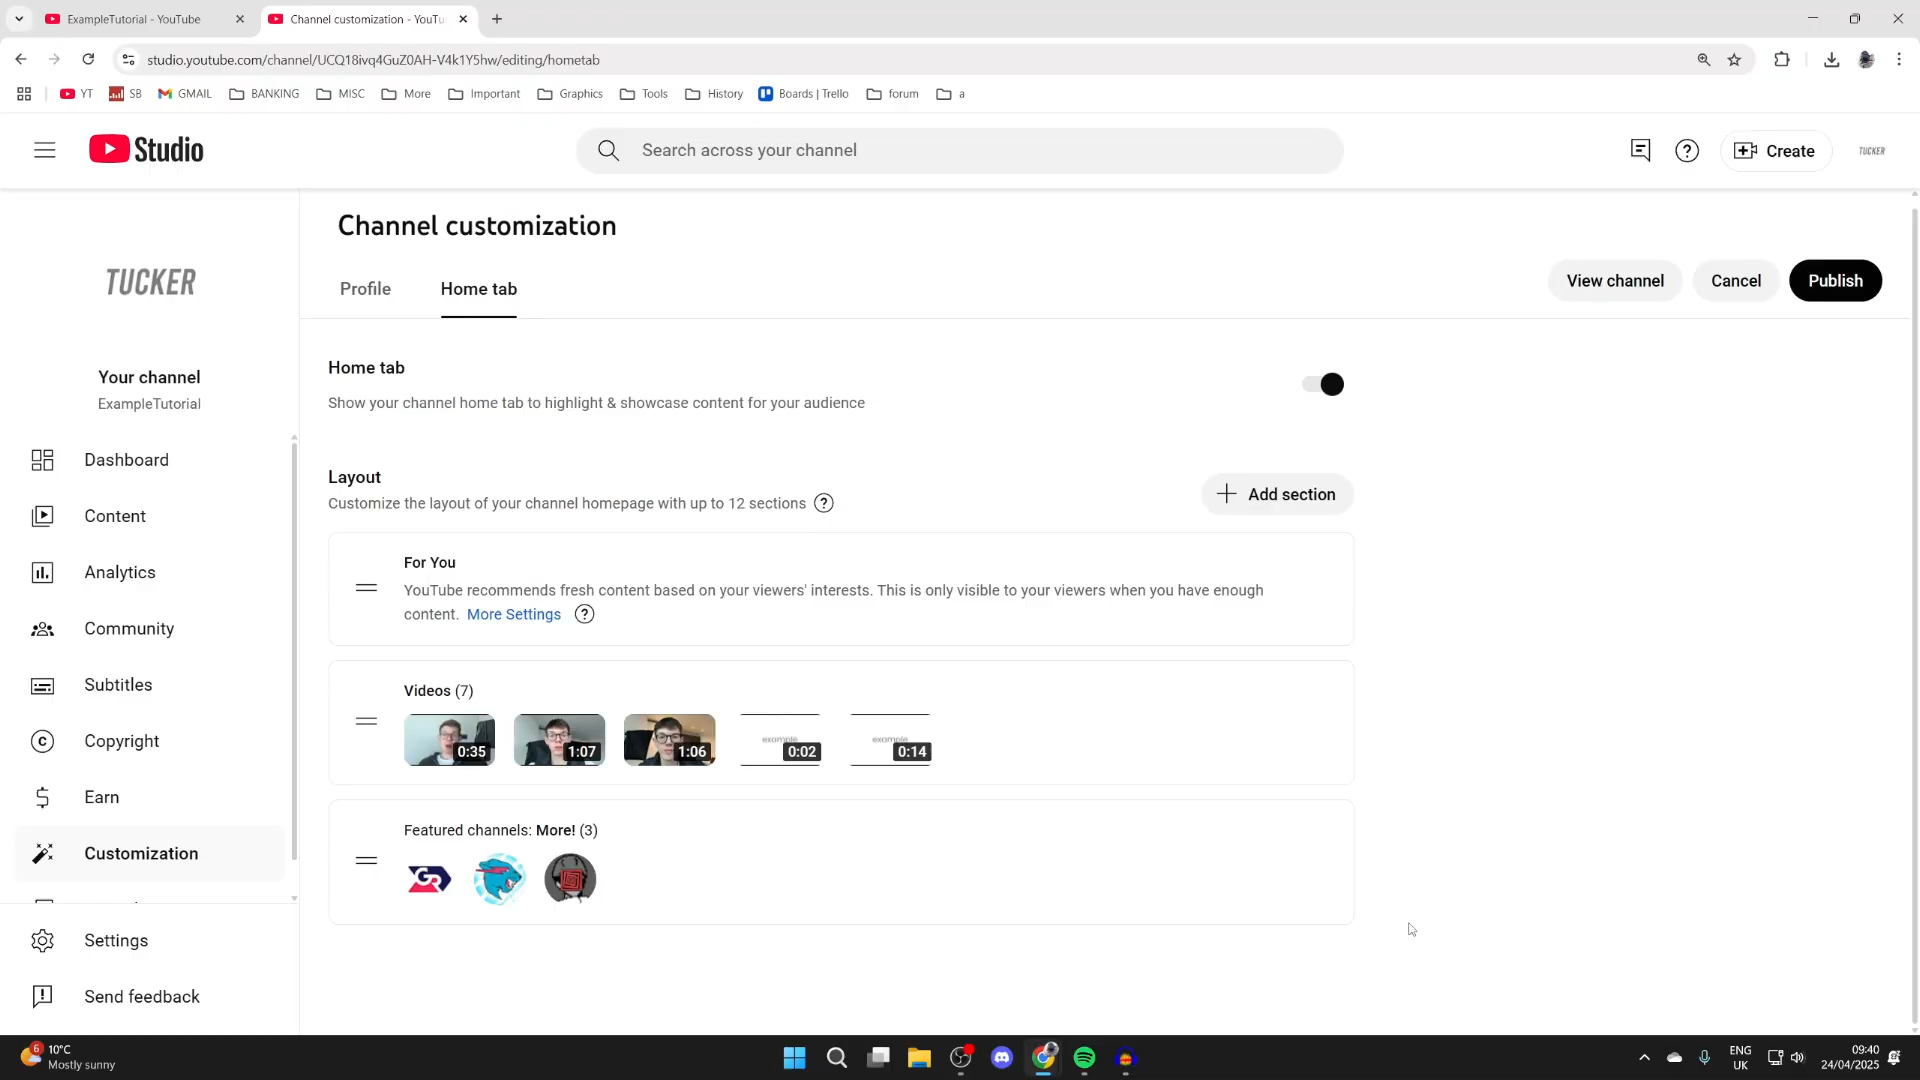 ExampleTutorial - YouTube
Channel customization - YouTu
studio.youtube.com/channel/UCQ18ivq4GuZ0AH-V4k1Y5hw/editing/hometab
YT
SB
GMAIL
BANKING
MISC
More
Important
Graphics
Tools
History
Boards | Trello
forum
a
Studio
Search across your channel
Create
TUCKER
Channel customization
Profile
Home tab
View channel
Cancel
Publish
TUCKER
Your channel
ExampleTutorial
Dashboard
Content
Analytics
Community
Subtitles
Copyright
Earn
Customization
Settings
Send feedback
Home tab
Show your channel home tab to highlight & showcase content for your audience
Layout
Customize the layout of your channel homepage with up to 12 sections
Add section
For You
YouTube recommends fresh content based on your viewers' interests. This is only visible to your viewers when you have enough
content. More Settings
Videos (7)
0:35
1:07
1:06
example
0:02
example
0:14
Featured channels: More! (3)
GR
6
10°C
Mostly sunny
ENG
UK
09:40
24/04/2025